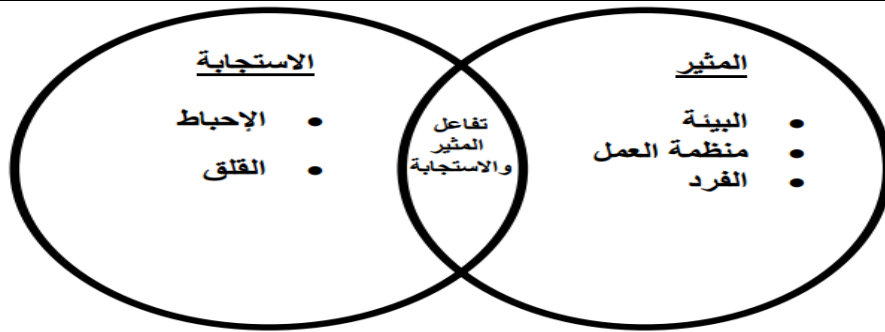 المثير
البيئة
منظمة العمل
الفرد
تفاعل
المثير
والاستجابة
الاستجابة
الإحباط
القلق